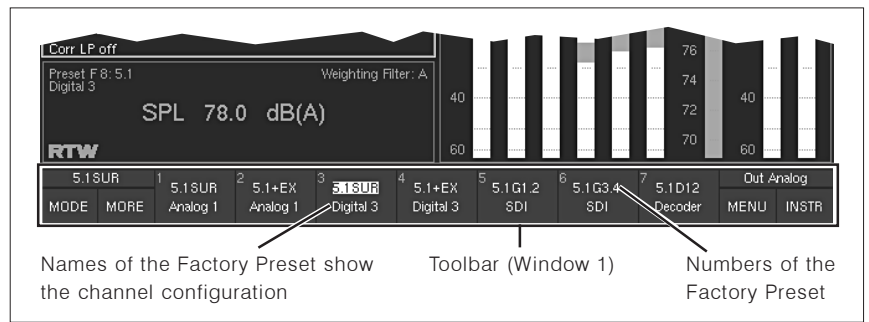 Corr LP off
Preset F 8: 5.1
Weighting Filter: A
Digital 3
SPL 78.0 dB(A)
RTW
40
60
76
74
72
70
40
60
5.1SUR
MODE MORE
1 5.1SUR Analog 1
2 5.1+EX Analog 1
3 5.1SUR Digital 3
4 5.1+EX Digital 3
5 5.1G1.2 SDI
6 5.1G3.4 SDI
7 5.1D12 Decoder
Out Analog
MENU INSTR
Names of the Factory Preset show
the channel configuration
Toolbar (Window 1)
Numbers of the
Factory Preset